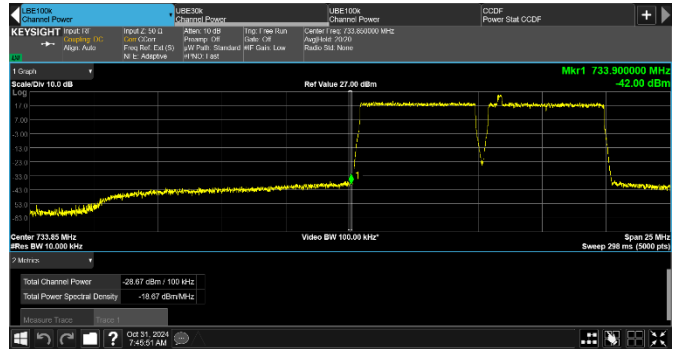 LBE100k
Channel Power
UBE30k
Channel Power
UBE100k
Channel Power
CCDF
Power Stat CCDF
KEYSIGHT
Input: RF
Coupling: DC
Align: Auto
Input Z: 50 Ω
Corr CCorr
Freq Ref: Ext (S)
NFE: Adaptive
Atten: 10 dB
Preamp: Off
µW Path: Standard
#PNO: Fast
Trig: Free Run
Gate: Off
#IF Gain: Low
Center Freq: 733.850000 MHz
Avg|Hold: 20/20
Radio Std: None
1 Graph
Scale/Div 10.0 dB
Ref Value 27.00 dBm
Mkr1 733.900000 MHz
-42.00 dBm
Log
17.0
7.00
-3.00
-13.0
-23.0
-33.0
-43.0
-53.0
-63.0
1
Center 733.85 MHz
#Res BW 10.000 kHz
Video BW 100.00 kHz*
Span 25 MHz
Sweep 298 ms (5000 pts)
2 Metrics
Total Channel Power -28.67 dBm / 100 kHz
Total Power Spectral Density -18.67 dBm/MHz
Measure Trace Trace 1
Oct 31, 2024
7:45:51 AM